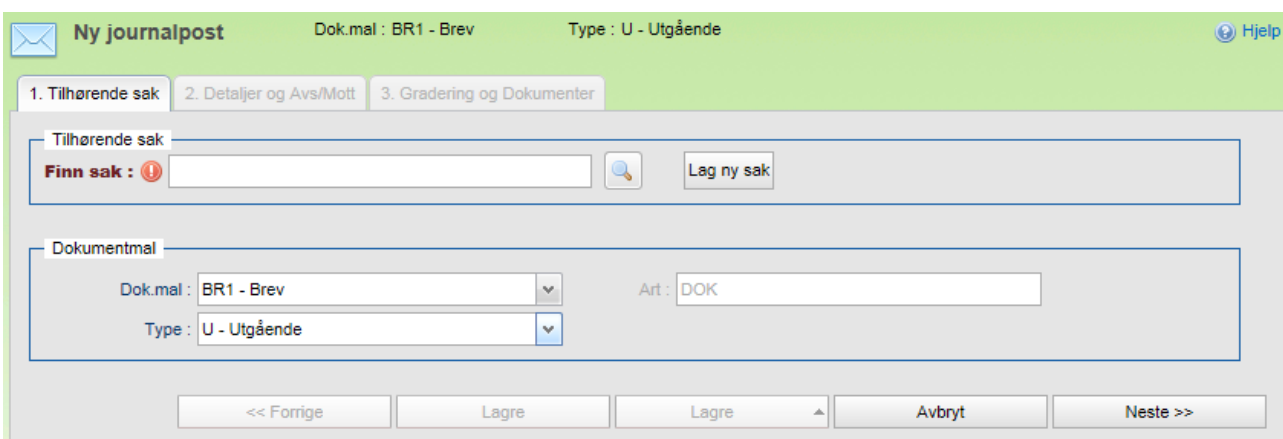 Ny journalpost Dok.mal : BR1 - Brev Type : U - Utgående Hjelp
1. Tilhørende sak 2. Detaljer og Avs/Mott 3. Gradering og Dokumenter
Tilhørende sak
Finn sak : Lag ny sak
Dokumentmal
Dok.mal : BR1 - Brev Art : DOK
Type : U - Utgående
<< Forrige Lagre Lagre Avbryt Neste >>